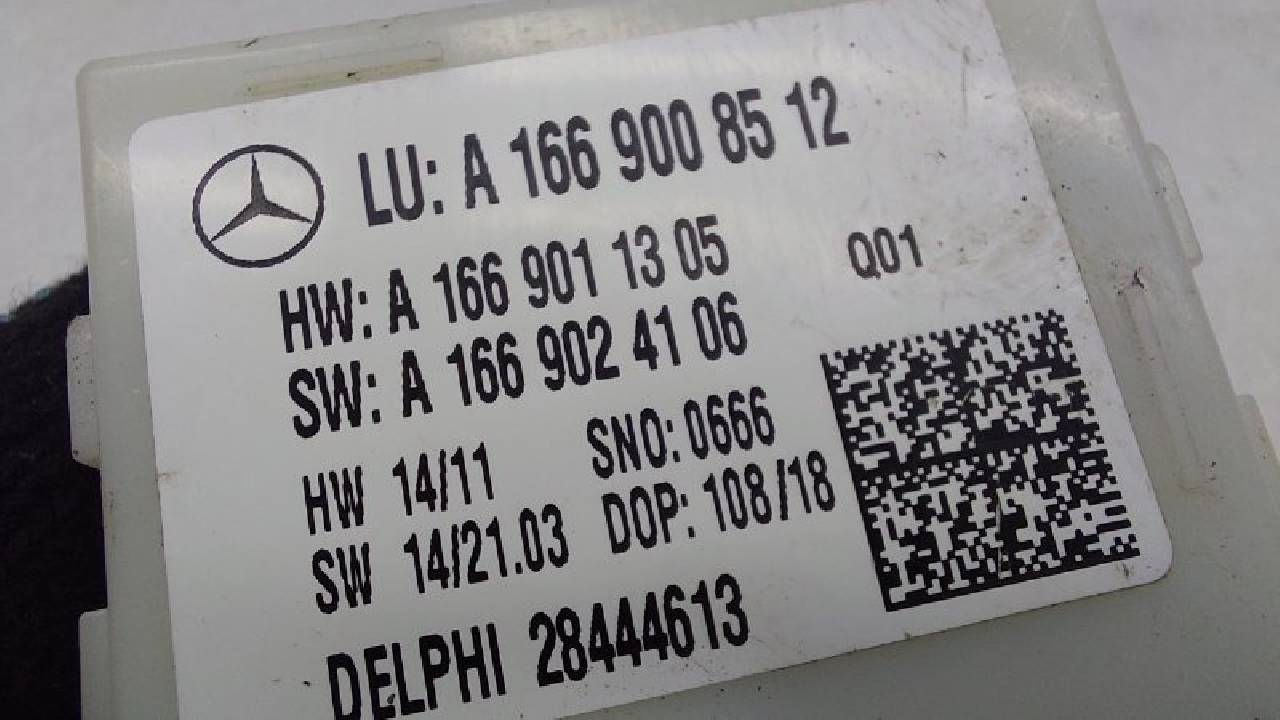 LU: A 166 900 85 12
HW: A 166 901 13 05 Q01
SW: A 166 902 41 06
HW 14/11 SNO: 0666
SW 14/21.03 DOP: 108/18
DELPHI 28444613